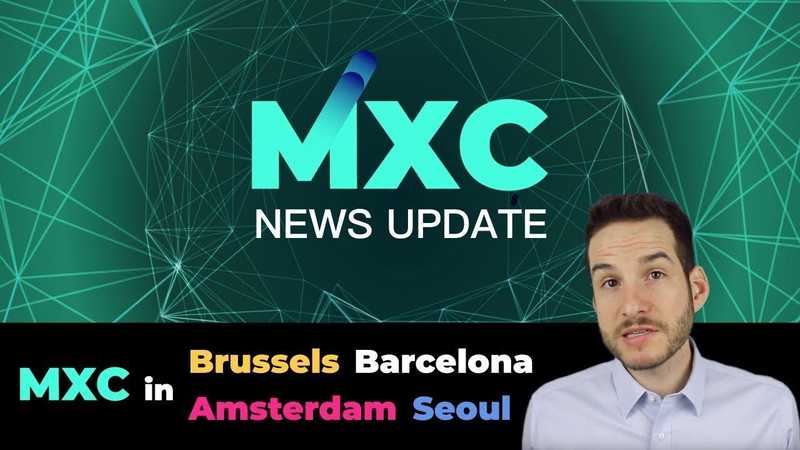 MXC
NEWS UPDATE
MXC in
Brussels Barcelona
Amsterdam Seoul